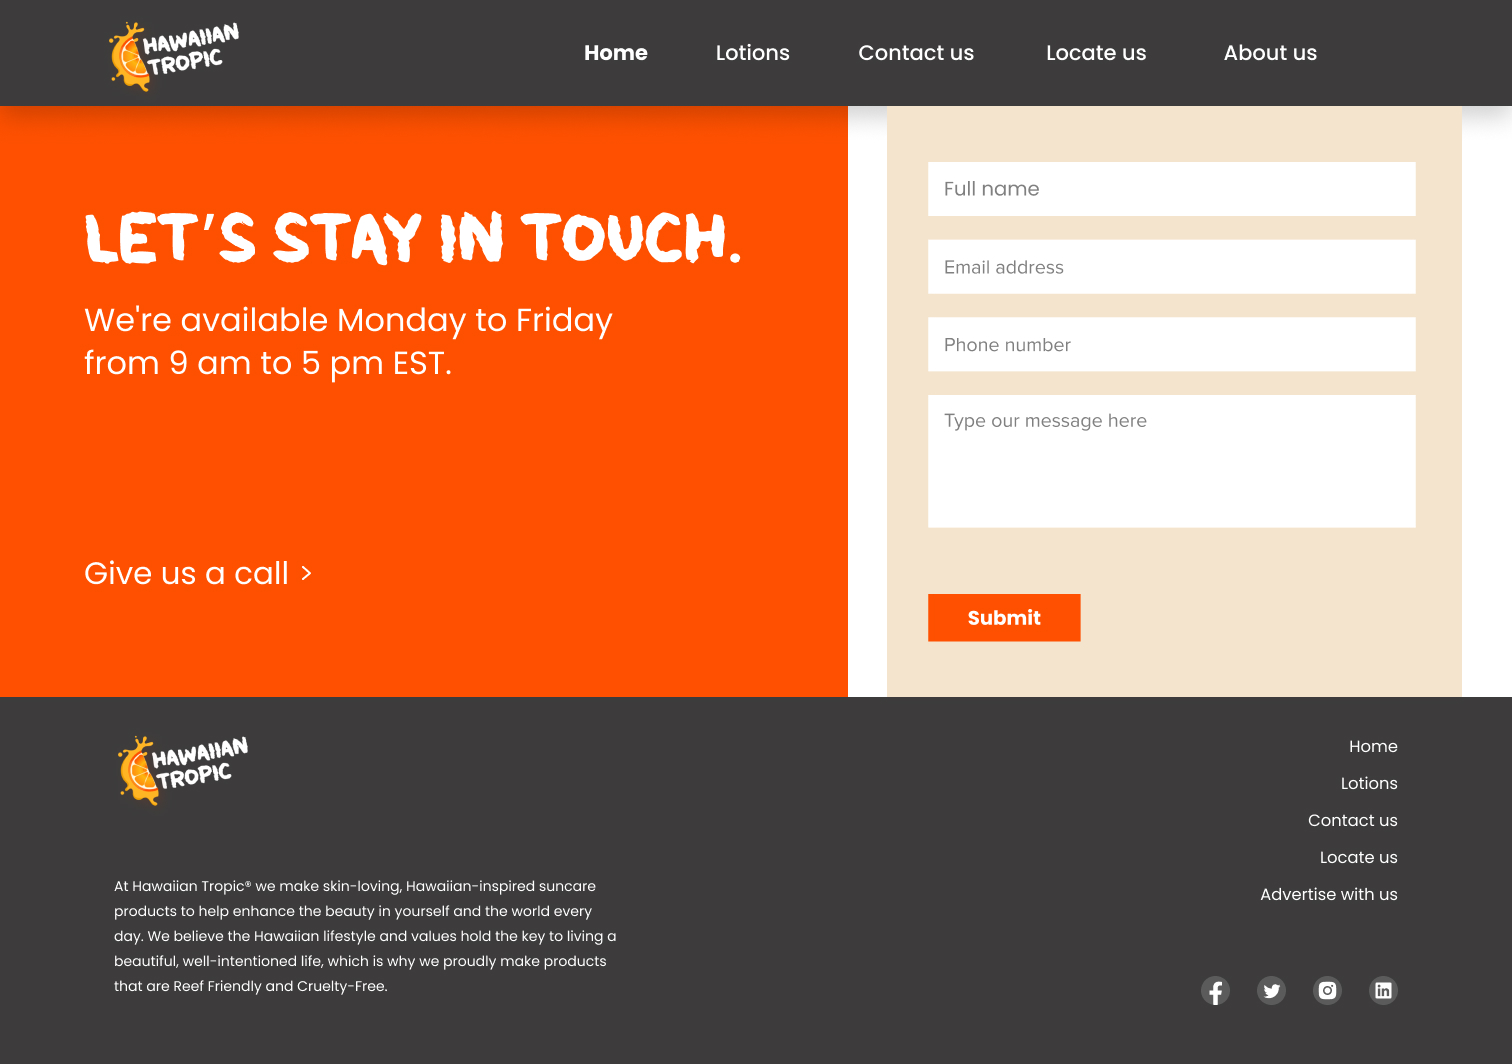 HAWAIIAN
TROPIC
Home
Lotions
Contact us
Locate us
About us
LET'S STAY IN TOUCH.
We're available Monday to Friday
from 9 am to 5 pm EST.
Give us a call >
Full name
Email address
Phone number
Type our message here
Submit
HAWAIIAN
TROPIC
At Hawaiian Tropic® we make skin-loving, Hawaiian-inspired suncare
products to help enhance the beauty in yourself and the world every
day. We believe the Hawaiian lifestyle and values hold the key to living a
beautiful, well-intentioned life, which is why we proudly make products
that are Reef Friendly and Cruelty-Free.
Home
Lotions
Contact us
Locate us
Advertise with us